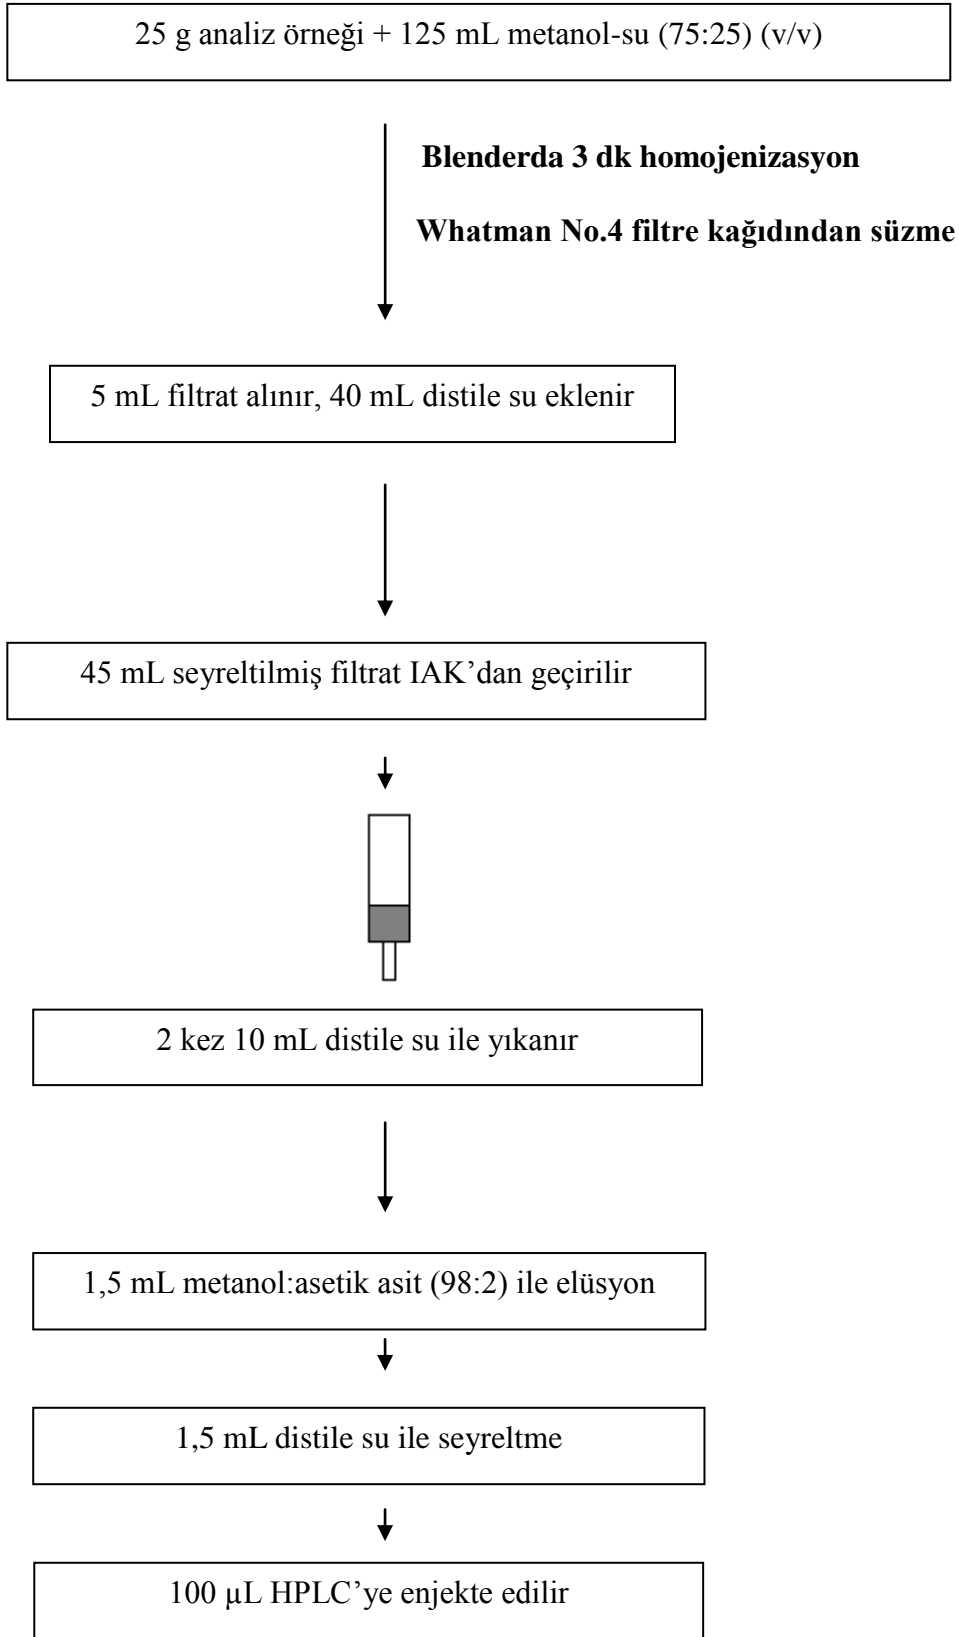 25 g analiz örneği + 125 mL metanol-su (75:25) (v/v)
Blenderda 3 dk homojenizasyon
Whatman No.4 filtre kağıdından süzme
5 mL filtrat alınır, 40 mL distile su eklenir
45 mL seyreltilmiş filtrat IAK’dan geçirilir
2 kez 10 mL distile su ile yıkanır
1,5 mL metanol:asetik asit (98:2) ile elüsyon
1,5 mL distile su ile seyreltme
100 µL HPLC’ye enjekte edilir